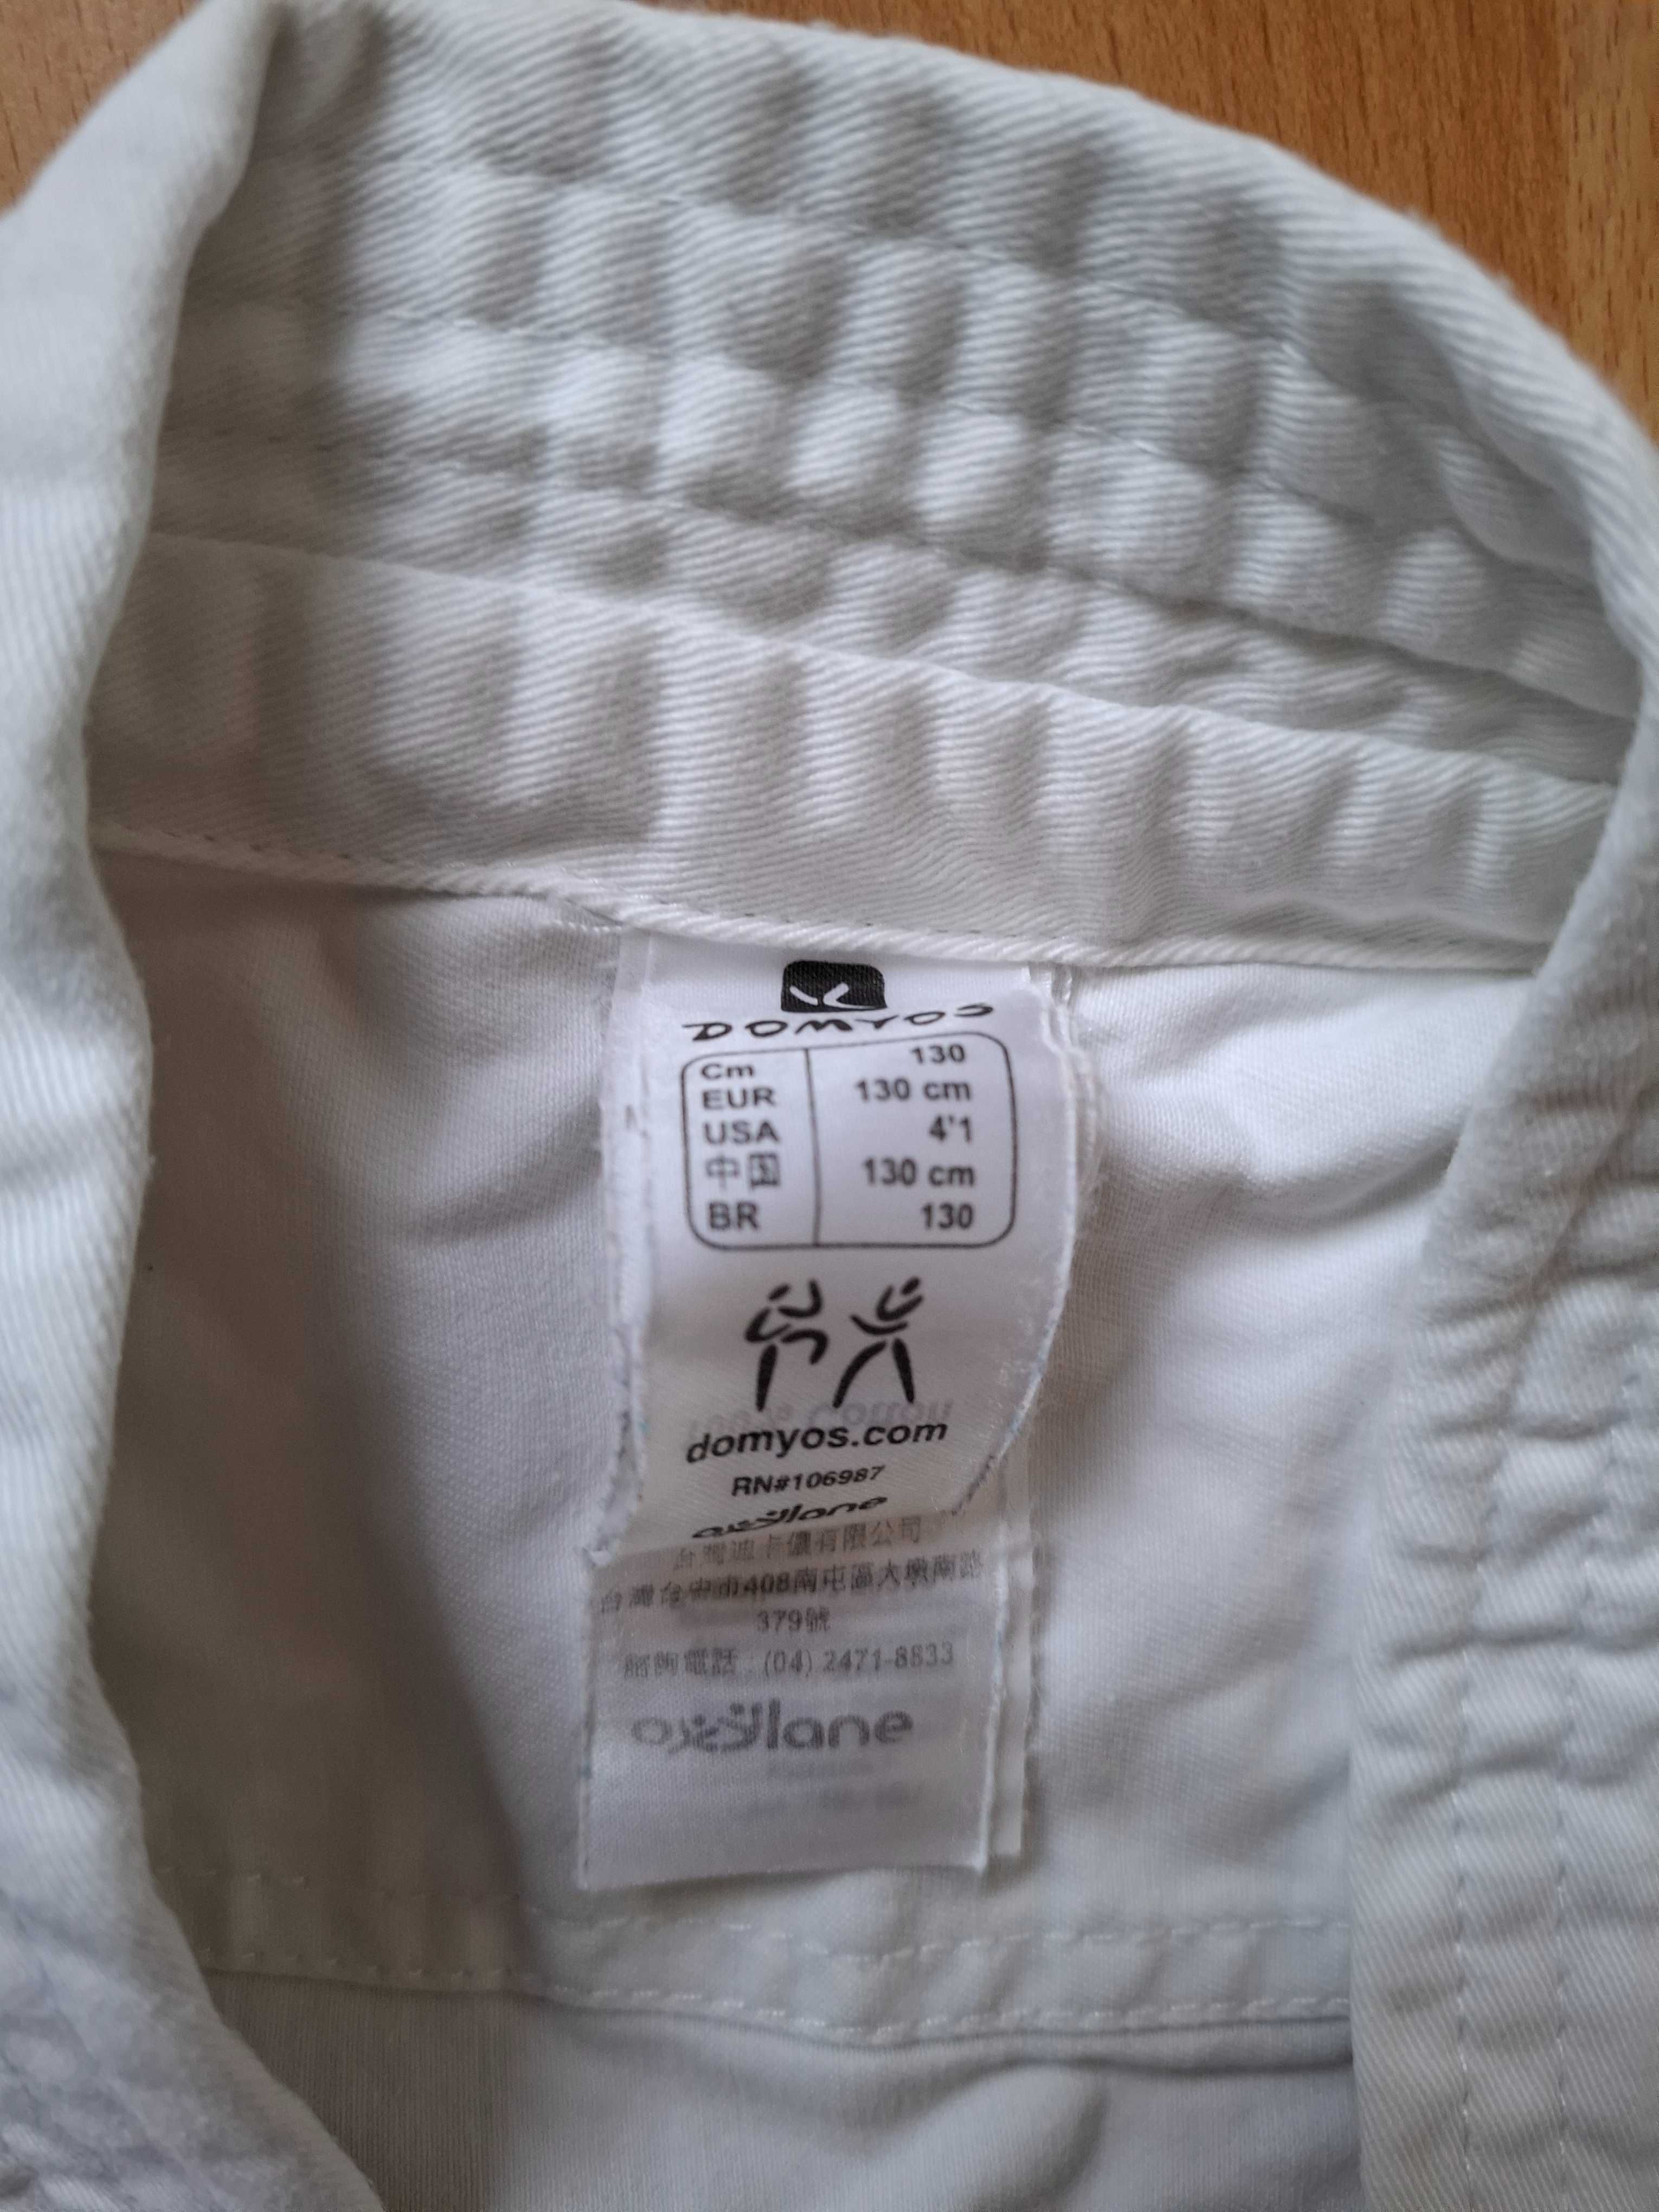 DOMYOS
Cm 130
EUR 130 cm
USA 4'1
中国 130 cm
BR 130
domyos.com
RN#106987
oxylane
台灣迪卡儂有限公司
台灣台中市408南屯區大墩南路
379號
諮詢電話 : (04) 2471-8833
oxylane